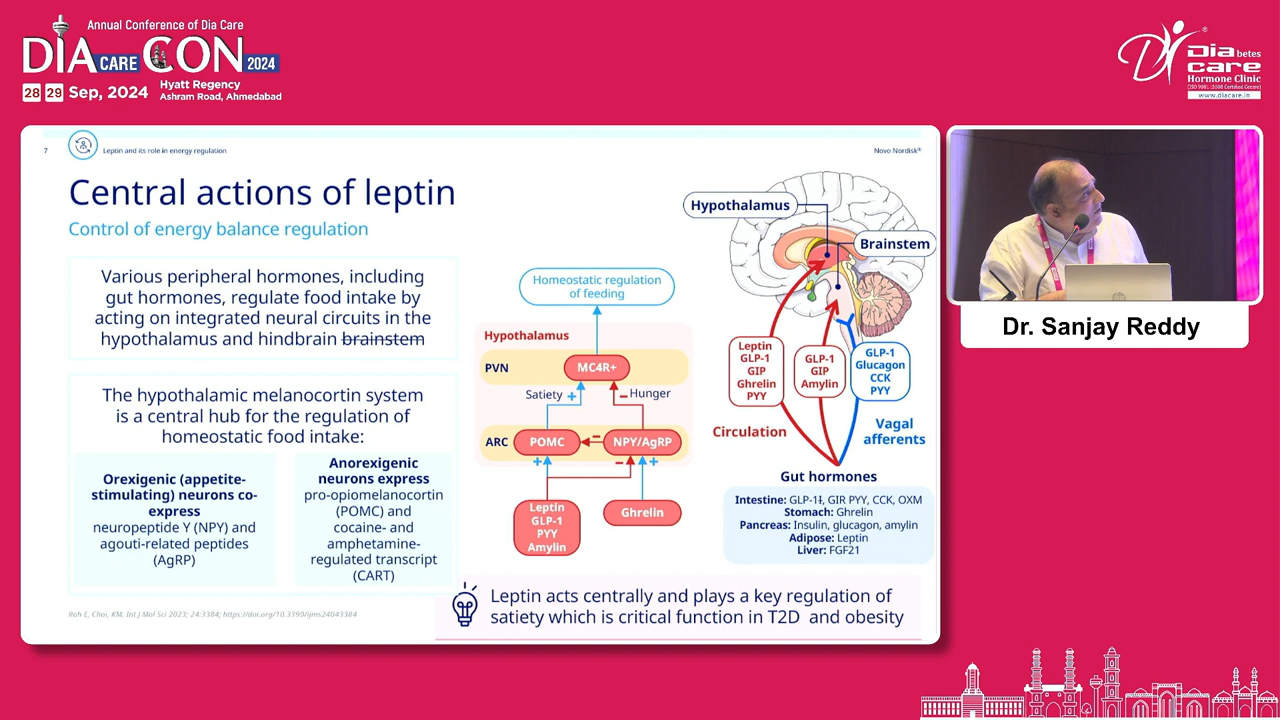 Annual Conference of Dia Care
DIA CARE CON 2024
28 29 Sep, 2024
Hyatt Regency
Ashram Road, Ahmedabad
Dia betes
care
Hormone Clinic
(ISO 9001:2008 Certified Centre)
www.diacare.in
7
Leptin and its role in energy regulation
Novo Nordisk®
Central actions of leptin
Control of energy balance regulation
Various peripheral hormones, including
gut hormones, regulate food intake by
acting on integrated neural circuits in the
hypothalamus and hindbrain brainstem
The hypothalamic melanocortin system
is a central hub for the regulation of
homeostatic food intake:
Orexigenic (appetite-
stimulating) neurons co-
express
neuropeptide Y (NPY) and
agouti-related peptides
(AgRP)
Anorexigenic
neurons express
pro-opiomelanocortin
(POMC) and
cocaine- and
amphetamine-
regulated transcript
(CART)
Roh E, Choi, KM. Int J Mol Sci 2023; 24:3384; https://doi.org/10.3390/ijms24043384
Homeostatic regulation
of feeding
Hypothalamus
PVN
MC4R+
Satiety +
− Hunger
ARC
POMC
−
NPY/AgRP
+
−
+
Leptin
GLP-1
PYY
Amylin
Ghrelin
Hypothalamus
Brainstem
Leptin
GLP-1
GIP
Ghrelin
PYY
GLP-1
GIP
Amylin
GLP-1
Glucagon
CCK
PYY
Circulation
Vagal
afferents
Gut hormones
Intestine: GLP-1, GIR PYY, CCK, OXM
Stomach: Ghrelin
Pancreas: Insulin, glucagon, amylin
Adipose: Leptin
Liver: FGF21
Leptin acts centrally and plays a key regulation of
satiety which is critical function in T2D and obesity
Dr. Sanjay Reddy